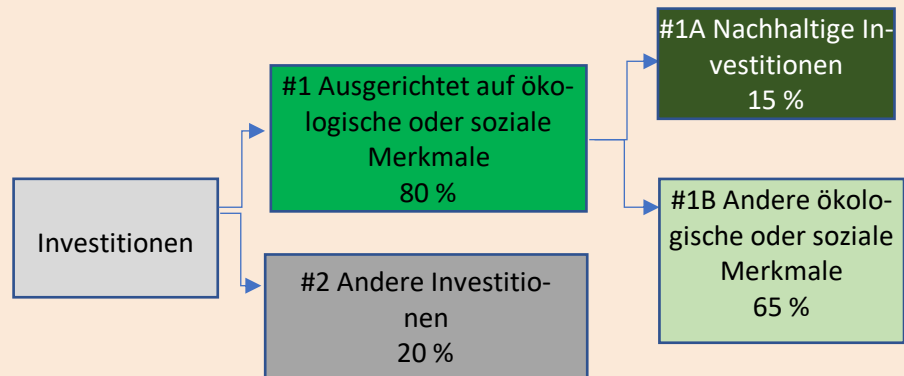 Investitionen
#1 Ausgerichtet auf öko-
logische oder soziale
Merkmale
80 %
#2 Andere Investitio-
nen
20 %
#1A Nachhaltige In-
vestitionen
15 %
#1B Andere ökolo-
gische oder soziale
Merkmale
65 %